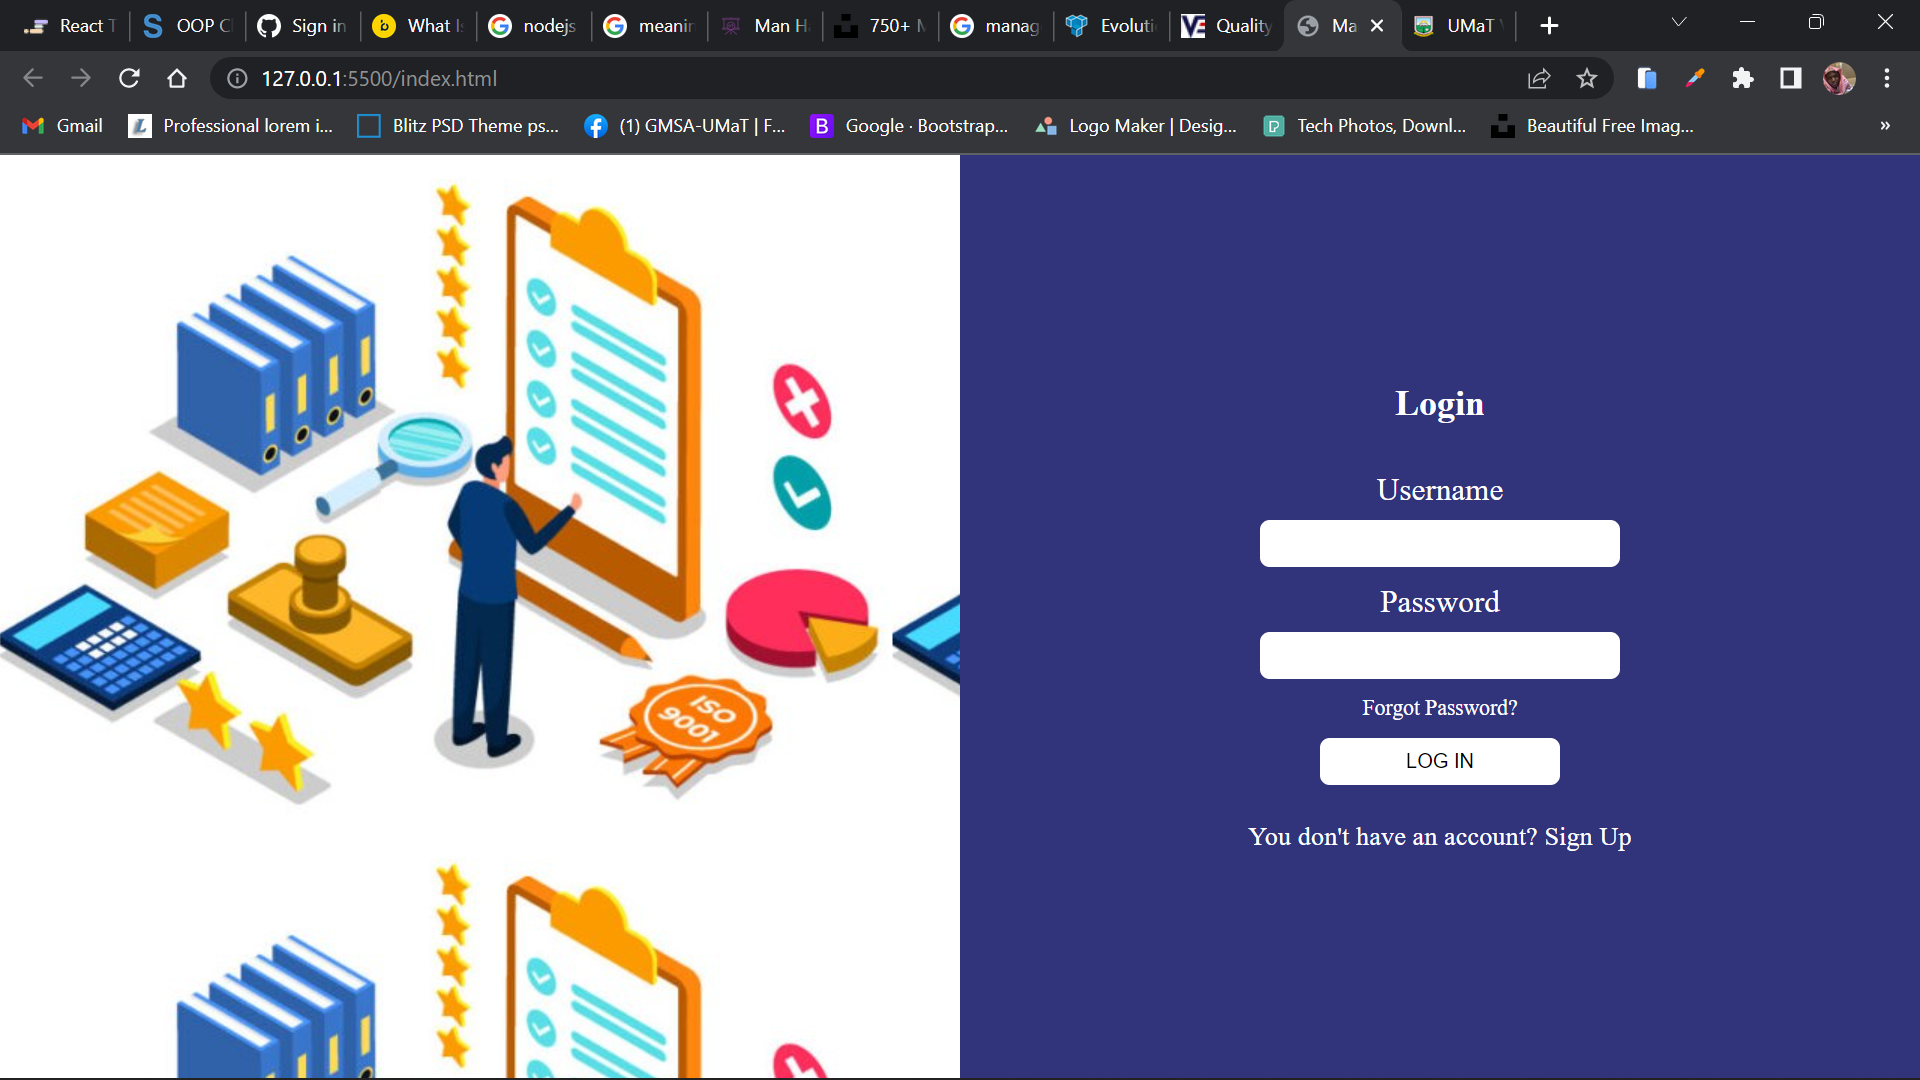 React T
OOP C
Sign in
What I
nodejs
meanin
Man H
750+ M
manag
Evoluti
Quality
Ma
UMaT
127.0.0.1:5500/index.html
Gmail
Professional lorem i...
Blitz PSD Theme ps...
(1) GMSA-UMaT | F...
Google · Bootstrap...
Logo Maker | Desig...
Tech Photos, Downl...
Beautiful Free Imag...
»
ISO
9001
Login
Username
Password
Forgot Password?
LOG IN
You don't have an account? Sign Up